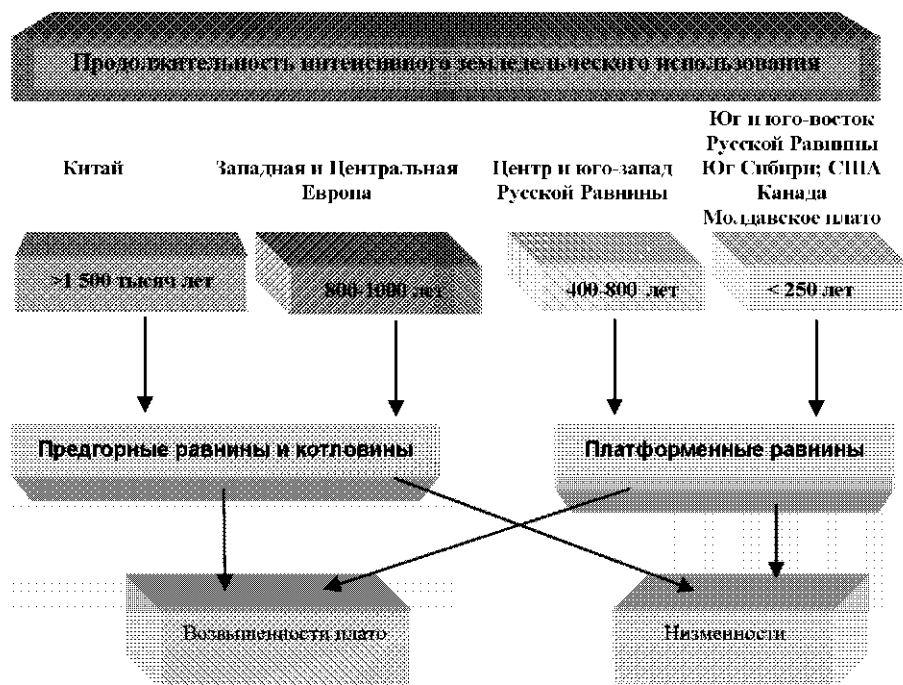 Продолжительность интенсивного земледельческого использования
Китай
Западная и Центральная
Европа
Центр и юго-запад
Русской Равнины
Юг и юго-восток
Русской Равнины
Юг Сибири; США
Канада
Молдавское плато
>1 500 тысяч лет
800-1000 лет
400-800 лет
< 250 лет
Предгорные равнины и котловины
Платформенные равнины
Возвышенности плато
Низменности